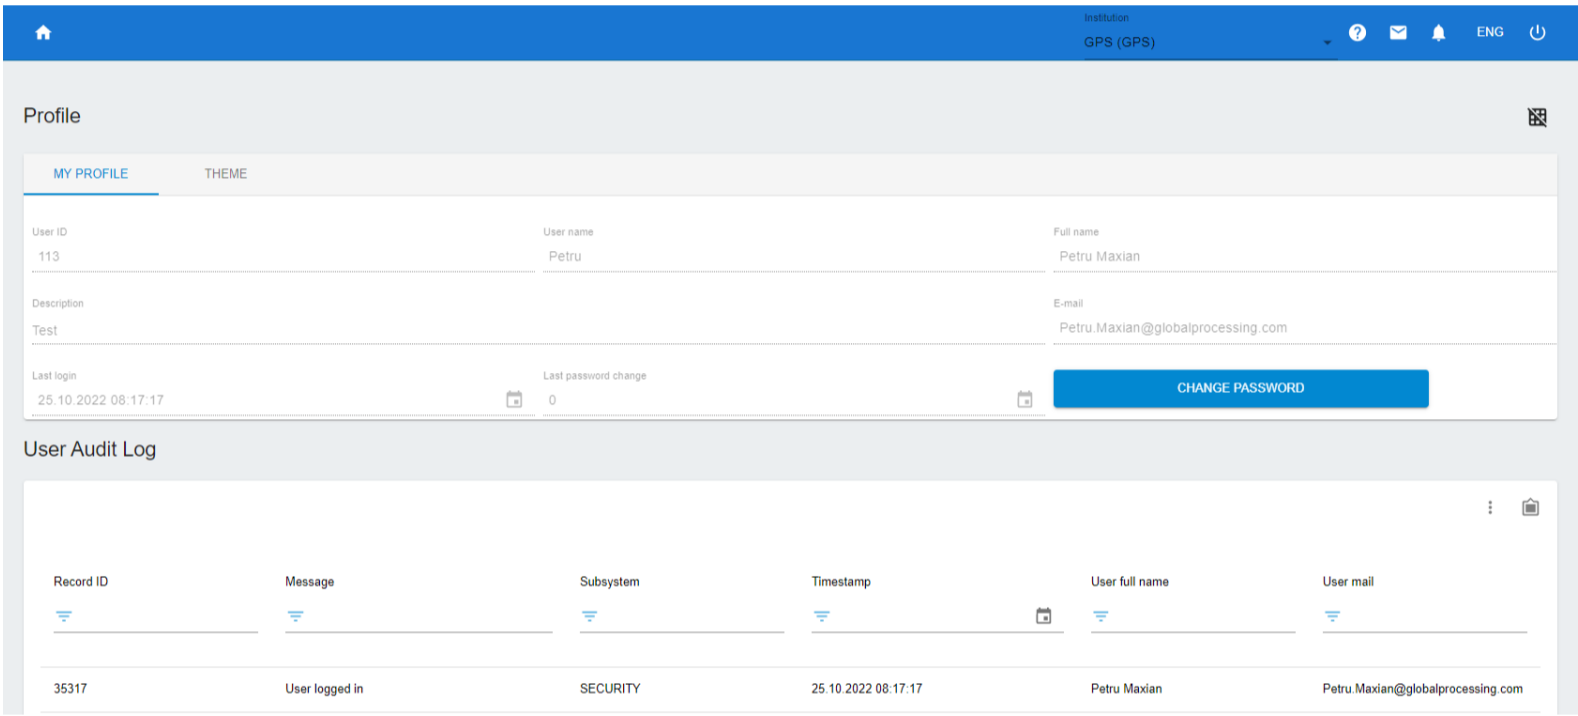 Institution
GPS (GPS)
ENG
Profile
MY PROFILE THEME
User ID User name Full name
113 Petru Petru Maxian
Description E-mail
Test Petru.Maxian@globalprocessing.com
Last login Last password change
25.10.2022 08:17:17 0 CHANGE PASSWORD
User Audit Log
Record ID Message Subsystem Timestamp User full name User mail
35317 User logged in SECURITY 25.10.2022 08:17:17 Petru Maxian Petru.Maxian@globalprocessing.com